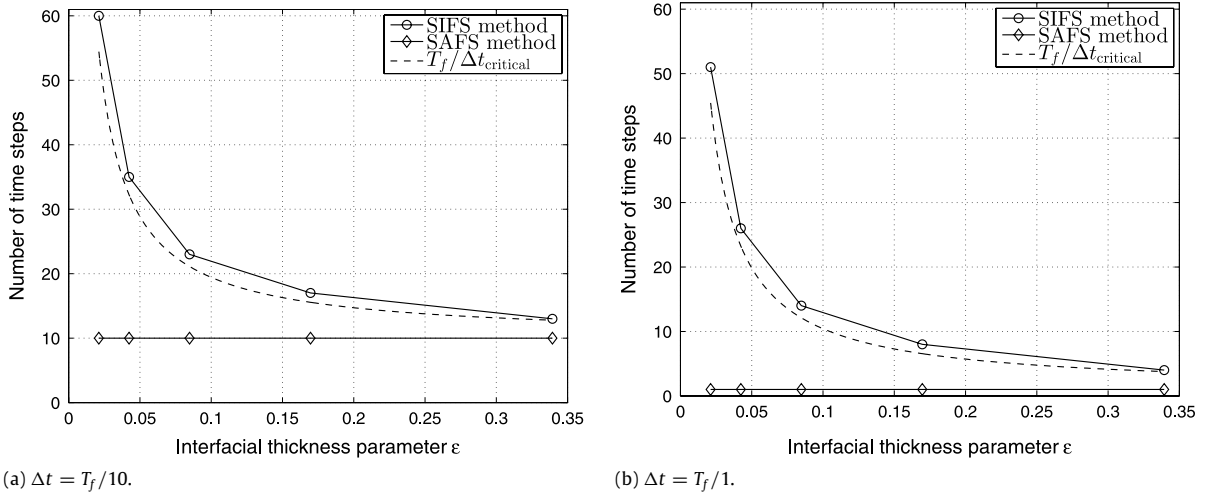 60
50
40
30
20
10
0
Number of time steps
SIFS method
SAFS method
T_f/Δt_critical
0 0.05 0.1 0.15 0.2 0.25 0.3 0.35
Interfacial thickness parameter ε
(a) Δt = T_f/10.
60
50
40
30
20
10
0
Number of time steps
SIFS method
SAFS method
T_f/Δt_critical
0 0.05 0.1 0.15 0.2 0.25 0.3 0.35
Interfacial thickness parameter ε
(b) Δt = T_f/1.